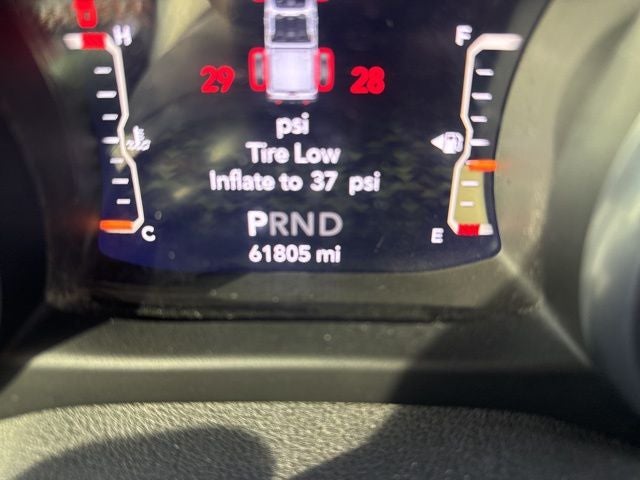 H F
29 28
psi
Tire Low
Inflate to 37 psi
PRND
C E
61805 mi